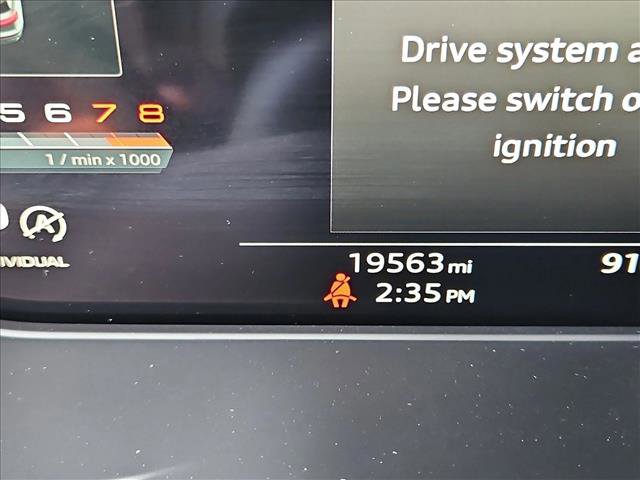 Drive system a
Please switch o
ignition
5 6 7 8
1 / min x 1000
A
VIDUAL
19563 mi
91
2:35 PM